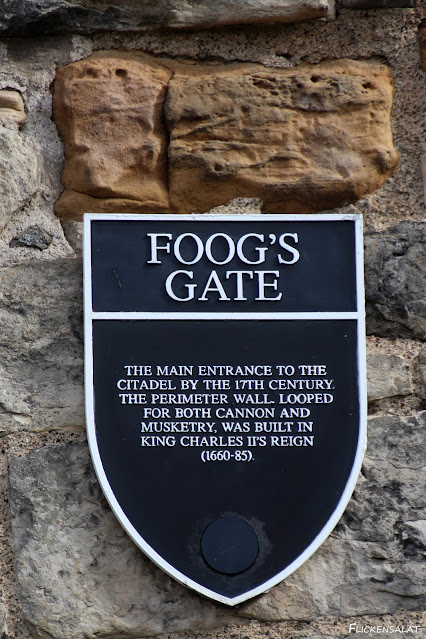 FOOG'S
GATE
THE MAIN ENTRANCE TO THE
CITADEL BY THE 17TH CENTURY.
THE PERIMETER WALL. LOOPED
FOR BOTH CANNON AND
MUSKETRY, WAS BUILT IN
KING CHARLES II'S REIGN
(1660-85).
FLICKENSALAT